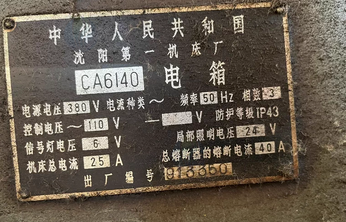 中华人民共和国
沈阳第一机床厂
CA6140 电箱
电源电压 380 V 电流种类 ~ 频率 50 Hz 相数 3
控制电压 ~ 110 V — V 防护等级 IP43
信号灯电压 6 V 局部照明电压 24 V
机床总电流 25 A 总熔断器的熔断电流 40 A
出厂编号 913350